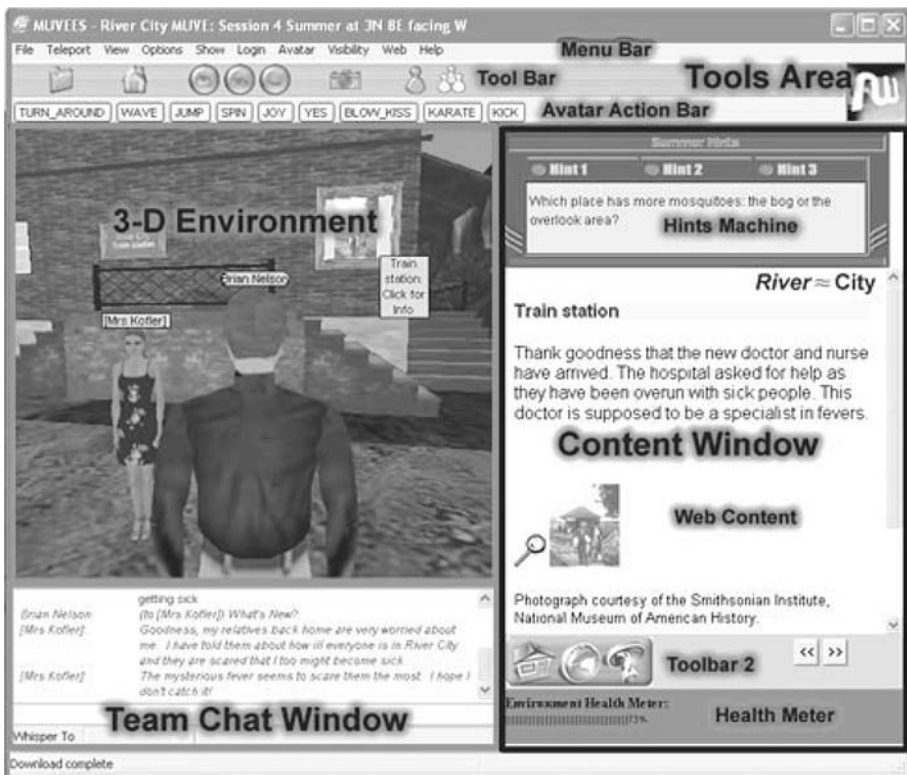 MUVEES - River City MUVE: Session 4 Summer at 3N 8E facing W
File Teleport View Options Show Login Avatar Visibility Web Help
Menu Bar
Tool Bar
Tools Area
TURN_AROUND WAVE JUMP SPIN JOY YES BLOW_KISS KARATE KICK
Avatar Action Bar
Summer Hints
Hint 1 Hint 2 Hint 3
Which place has more mosquitoes: the bog or the
overlook area?
Hints Machine
3-D Environment
Brian Nelson
Train
station.
Click for
Info
[Mrs Kofler]
River≈City
Train station
Thank goodness that the new doctor and nurse
have arrived. The hospital asked for help as
they have been overrun with sick people. This
doctor is supposed to be a specialist in fevers.
Content Window
Web Content
Photograph courtesy of the Smithsonian Institute,
National Museum of American History.
Toolbar 2
<< >>
Environment Health Meter:
73%
Health Meter
getting sick
Brian Nelson (to [Mrs Kofler]) What's New?
[Mrs Kofler] Goodness, my relatives back home are very worried about
me. I have told them about how ill everyone is in River City
and they are scared that I too might become sick
[Mrs Kofler] The mysterious fever seems to scare them the most. I hope I
don't catch it!
Team Chat Window
Whisper To
Download complete